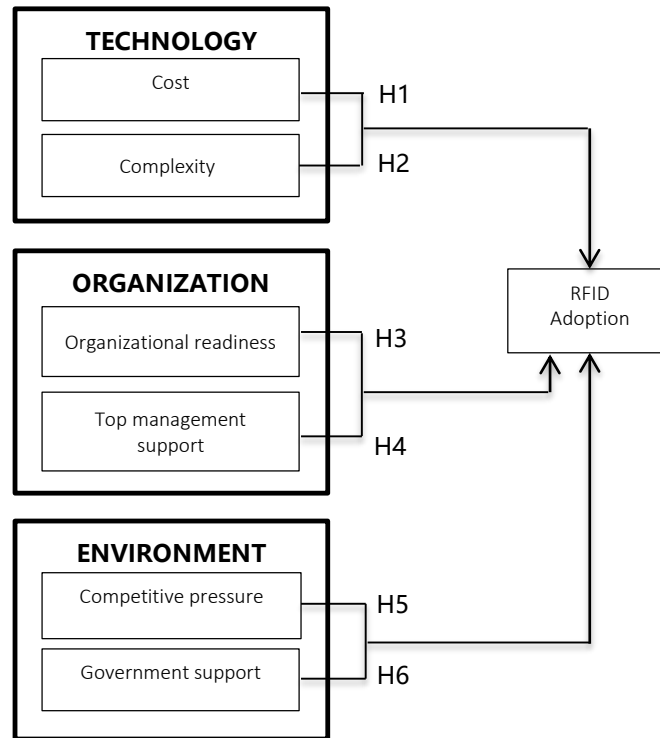 TECHNOLOGY
Cost
H1
Complexity
H2
ORGANIZATION
Organizational readiness
H3
Top management
support
H4
RFID
Adoption
ENVIRONMENT
Competitive pressure
H5
Government support
H6